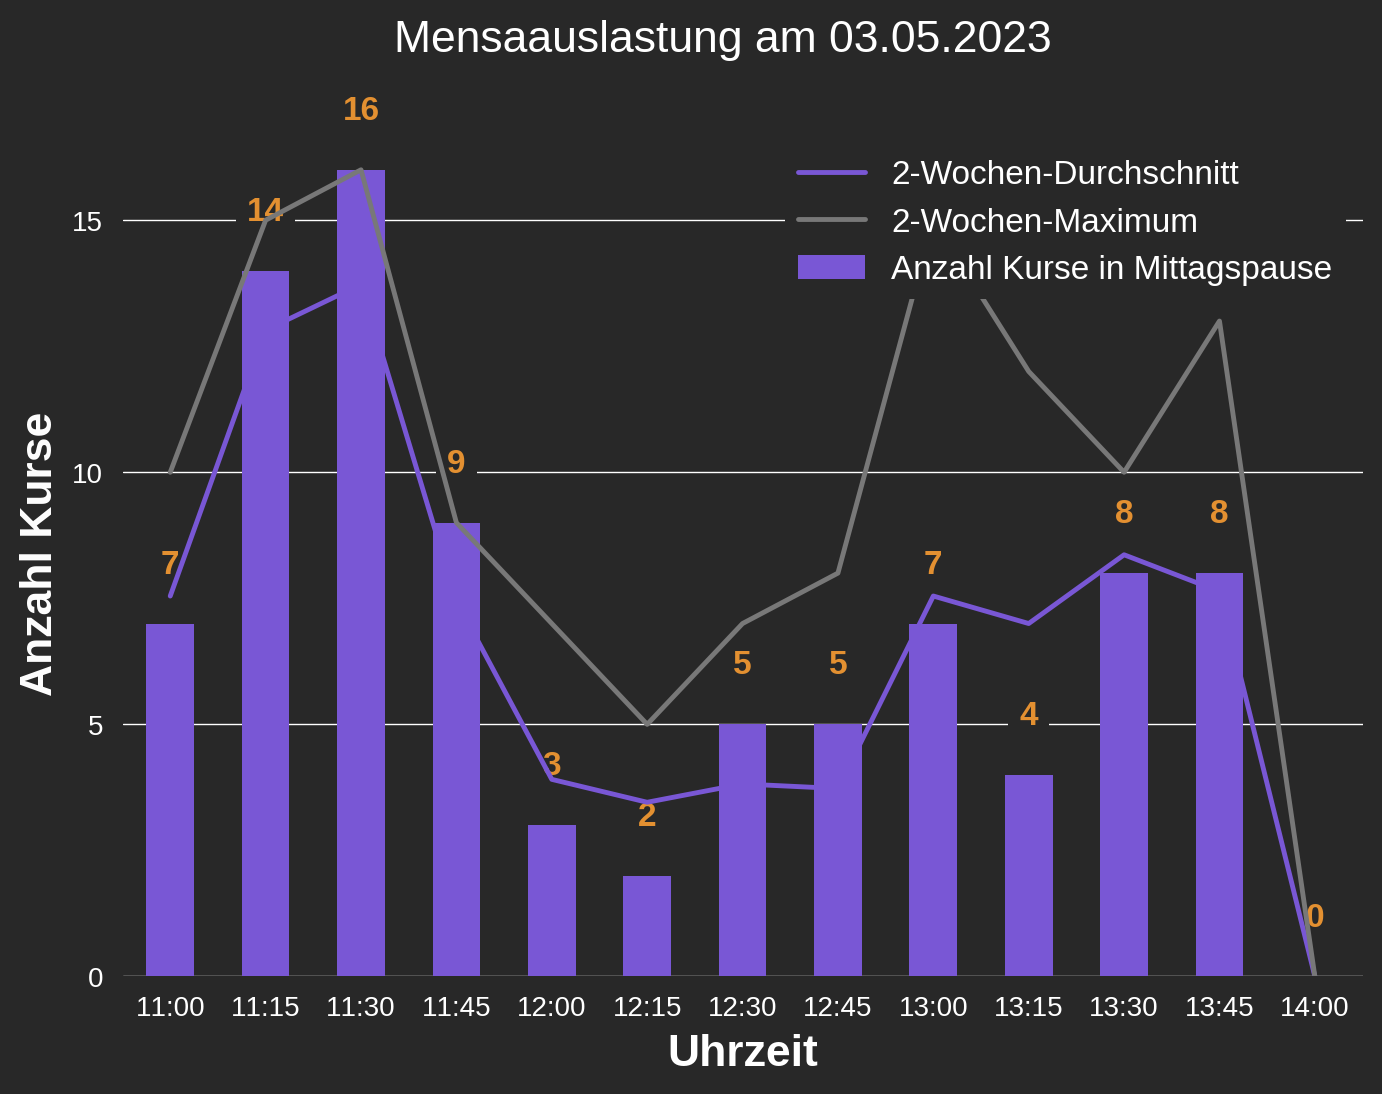 Mensaauslastung am 03.05.2023
16
2-Wochen-Durchschnitt
14
15
2-Wochen-Maximum
Anzahl Kurse in Mittagspause
Anzahl Kurse
9
10
8
8
7
7
5
5
4
5
3
2
0
0
11:00 11:15 11:30 11:45 12:00 12:15 12:30 12:45 13:00 13:15 13:30 13:45 14:00
Uhrzeit